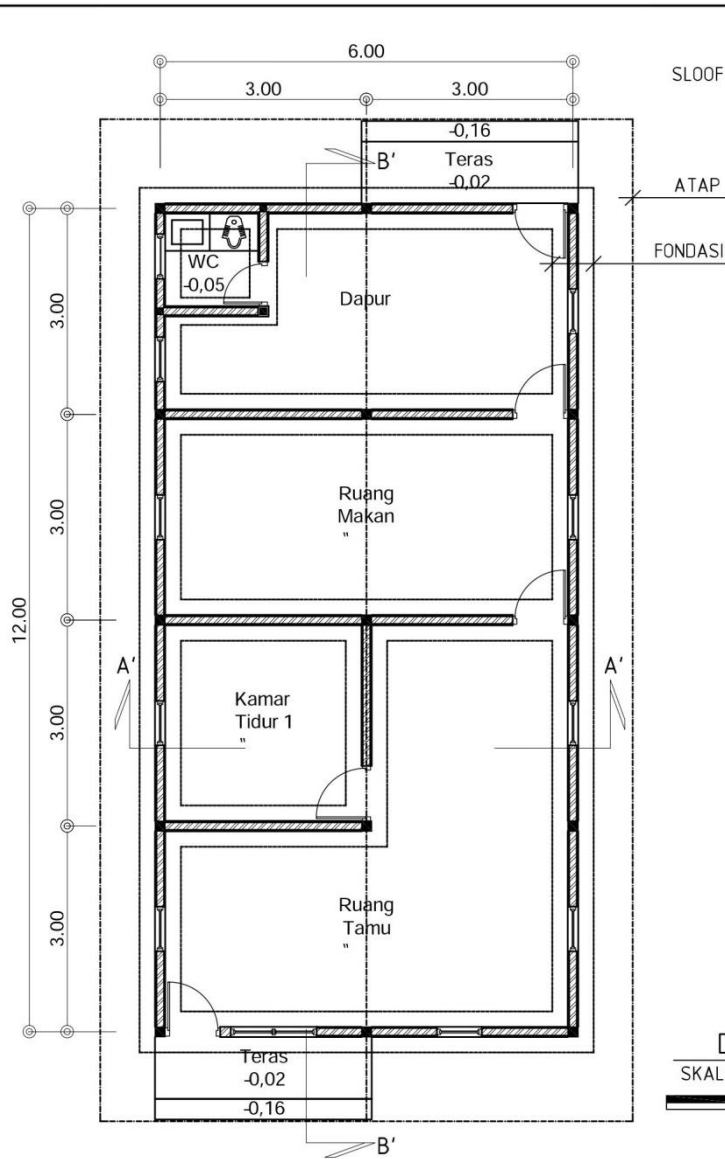 6.00
SLOOF
3.00
3.00
-0,16
B'
Teras
-0,02
ATAP
FONDASI
WC
-0,05
Dapur
3.00
Ruang
Makan
"
3.00
12.00
A'
A'
Kamar
Tidur 1
"
3.00
Ruang
Tamu
"
3.00
Teras
-0,02
SKAL
-0,16
B'